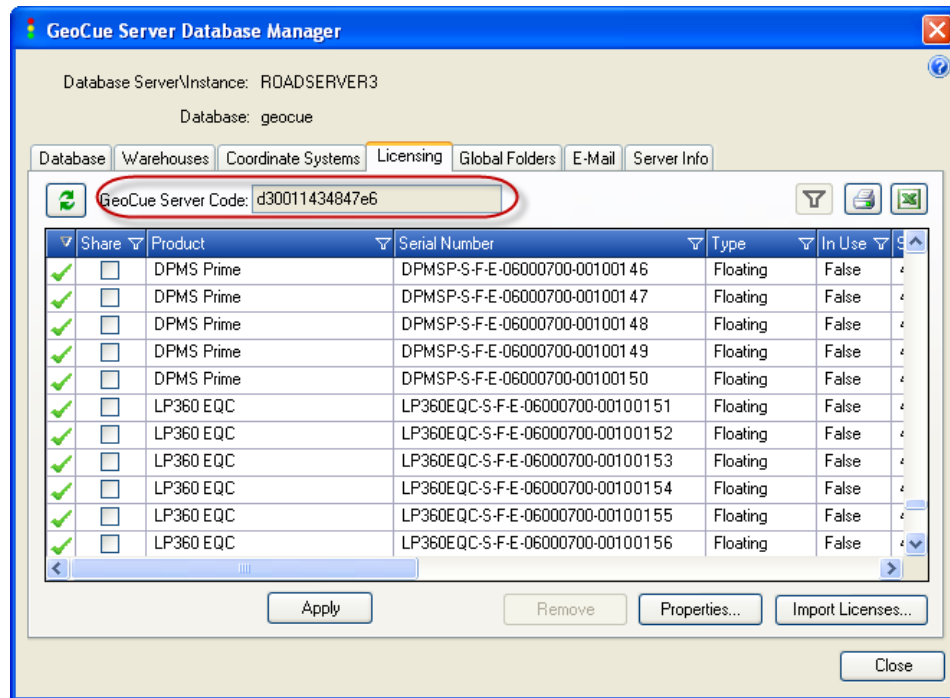 GeoCue Server Database Manager
Database Server\Instance: ROADSERVER3
Database: geocue
Database Warehouses Coordinate Systems Licensing Global Folders E-Mail Server Info
GeoCue Server Code: d30011434847e6
Share Product Serial Number Type In Use S
DPMS Prime DPMSP-S-F-E-06000700-00100146 Floating False
DPMS Prime DPMSP-S-F-E-06000700-00100147 Floating False
DPMS Prime DPMSP-S-F-E-06000700-00100148 Floating False
DPMS Prime DPMSP-S-F-E-06000700-00100149 Floating False
DPMS Prime DPMSP-S-F-E-06000700-00100150 Floating False
LP360 EQC LP360EQC-S-F-E-06000700-00100151 Floating False
LP360 EQC LP360EQC-S-F-E-06000700-00100152 Floating False
LP360 EQC LP360EQC-S-F-E-06000700-00100153 Floating False
LP360 EQC LP360EQC-S-F-E-06000700-00100154 Floating False
LP360 EQC LP360EQC-S-F-E-06000700-00100155 Floating False
LP360 EQC LP360EQC-S-F-E-06000700-00100156 Floating False
Apply Remove Properties... Import Licenses...
Close